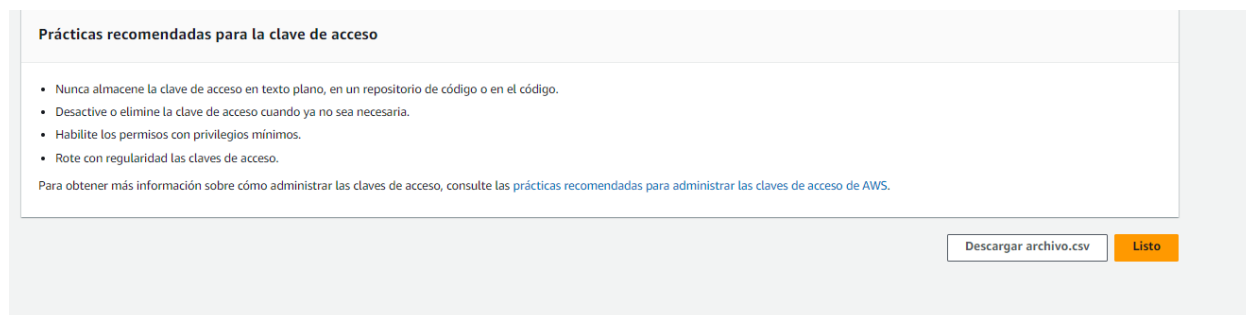 Prácticas recomendadas para la clave de acceso
• Nunca almacene la clave de acceso en texto plano, en un repositorio de código o en el código.
• Desactive o elimine la clave de acceso cuando ya no sea necesaria.
• Habilite los permisos con privilegios mínimos.
• Rote con regularidad las claves de acceso.
Para obtener más información sobre cómo administrar las claves de acceso, consulte las prácticas recomendadas para administrar las claves de acceso de AWS.
Descargar archivo.csv
Listo